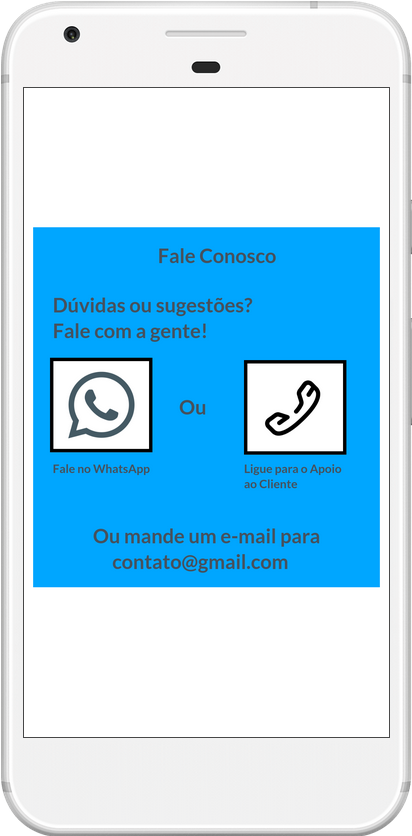 Fale Conosco
Dúvidas ou sugestões?
Fale com a gente!
Ou
Fale no WhatsApp
Ligue para o Apoio
ao Cliente
Ou mande um e-mail para
contato@gmail.com